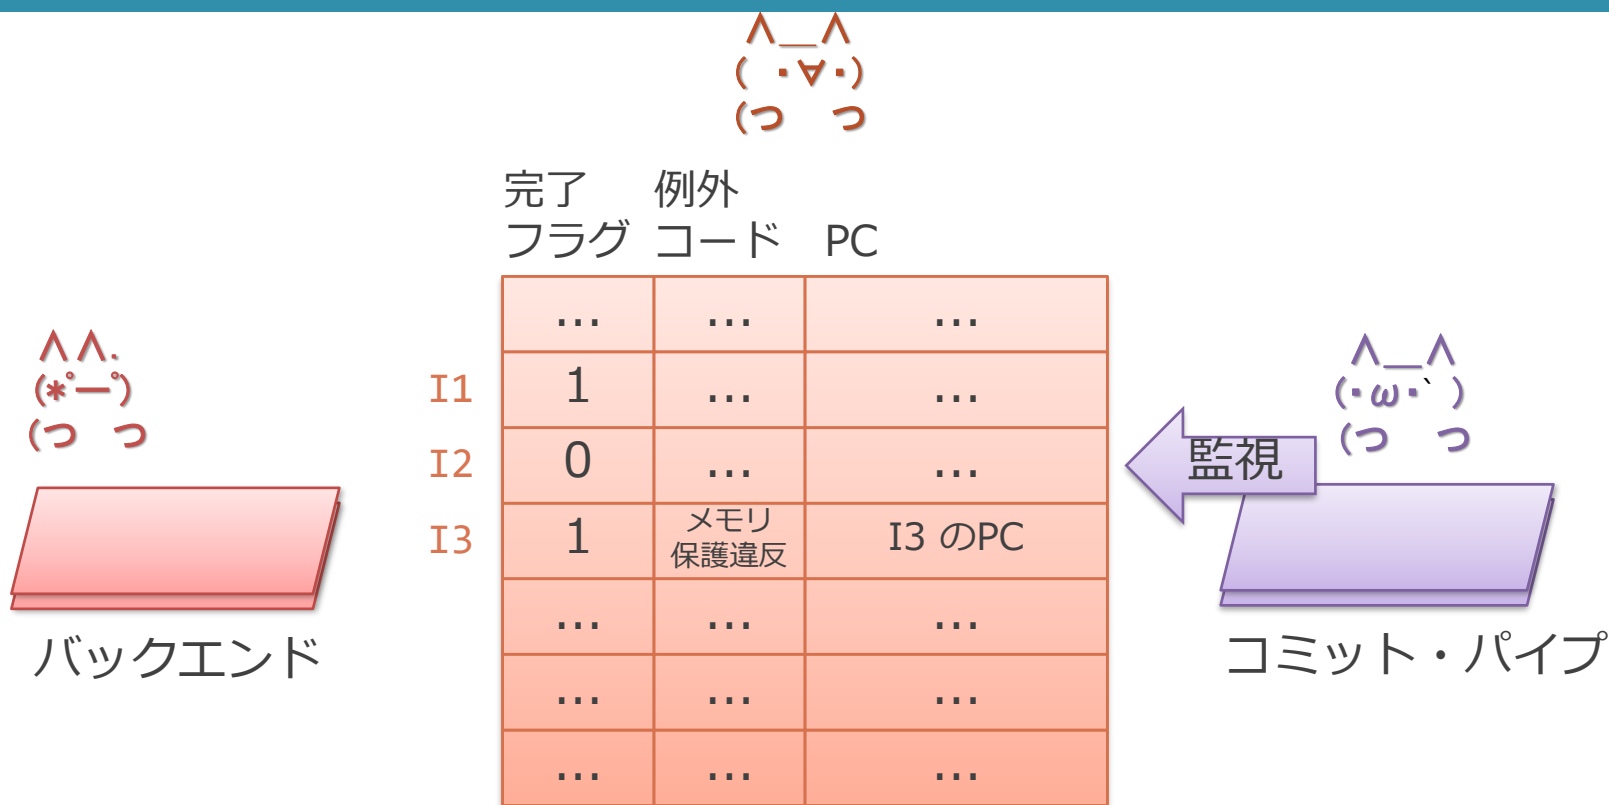 ∧＿∧
( ・∀・)
(つ　つ
完了 例外
フラグ コード PC
… … …
I1 1 … …
I2 0 … …
I3 1 メモリ 保護違反 I3 のPC
… … …
… … …
… … …
∧∧.
(*ﾟーﾟ)
(つ つ
バックエンド
∧＿∧
(・ω・` )
(つ つ
監視
コミット・パイプ